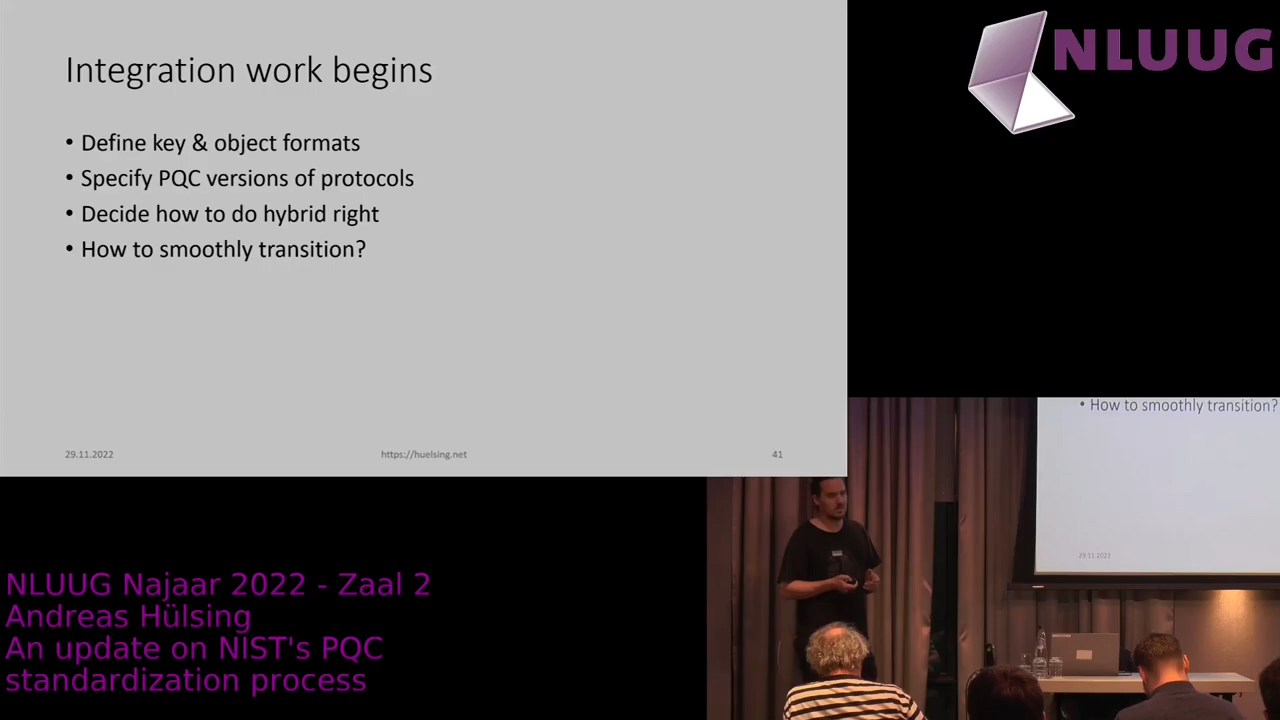 Integration work begins
• Define key & object formats
• Specify PQC versions of protocols
• Decide how to do hybrid right
• How to smoothly transition?
29.11.2022
https://huelsing.net
41
NLUUG
• How to smoothly transition?
29.11.2022
NLUUG Najaar 2022 - Zaal 2
Andreas Hülsing
An update on NIST's PQC
standardization process